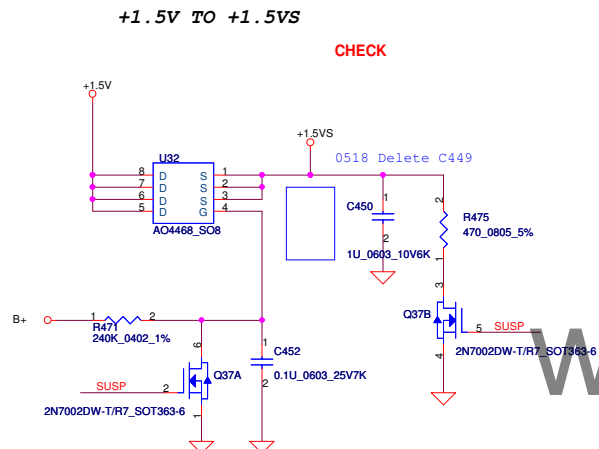 +1.5V TO +1.5VS
CHECK
+1.5V
+1.5VS
0518 Delete C449
U32
8 D S 1
7 D S 2
6 D S 3
5 D G 4
AO4468_SO8
C450
1
2
1U_0603_10V6K
2
R475
470_0805_5%
1
B+
1
2
R471
240K_0402_1%
3
Q37B
5
SUSP
4
2N7002DW-T/R7_SOT363-6
1
C452
2
0.1U_0603_25V7K
6
Q37A
SUSP
2
1
2N7002DW-T/R7_SOT363-6
W